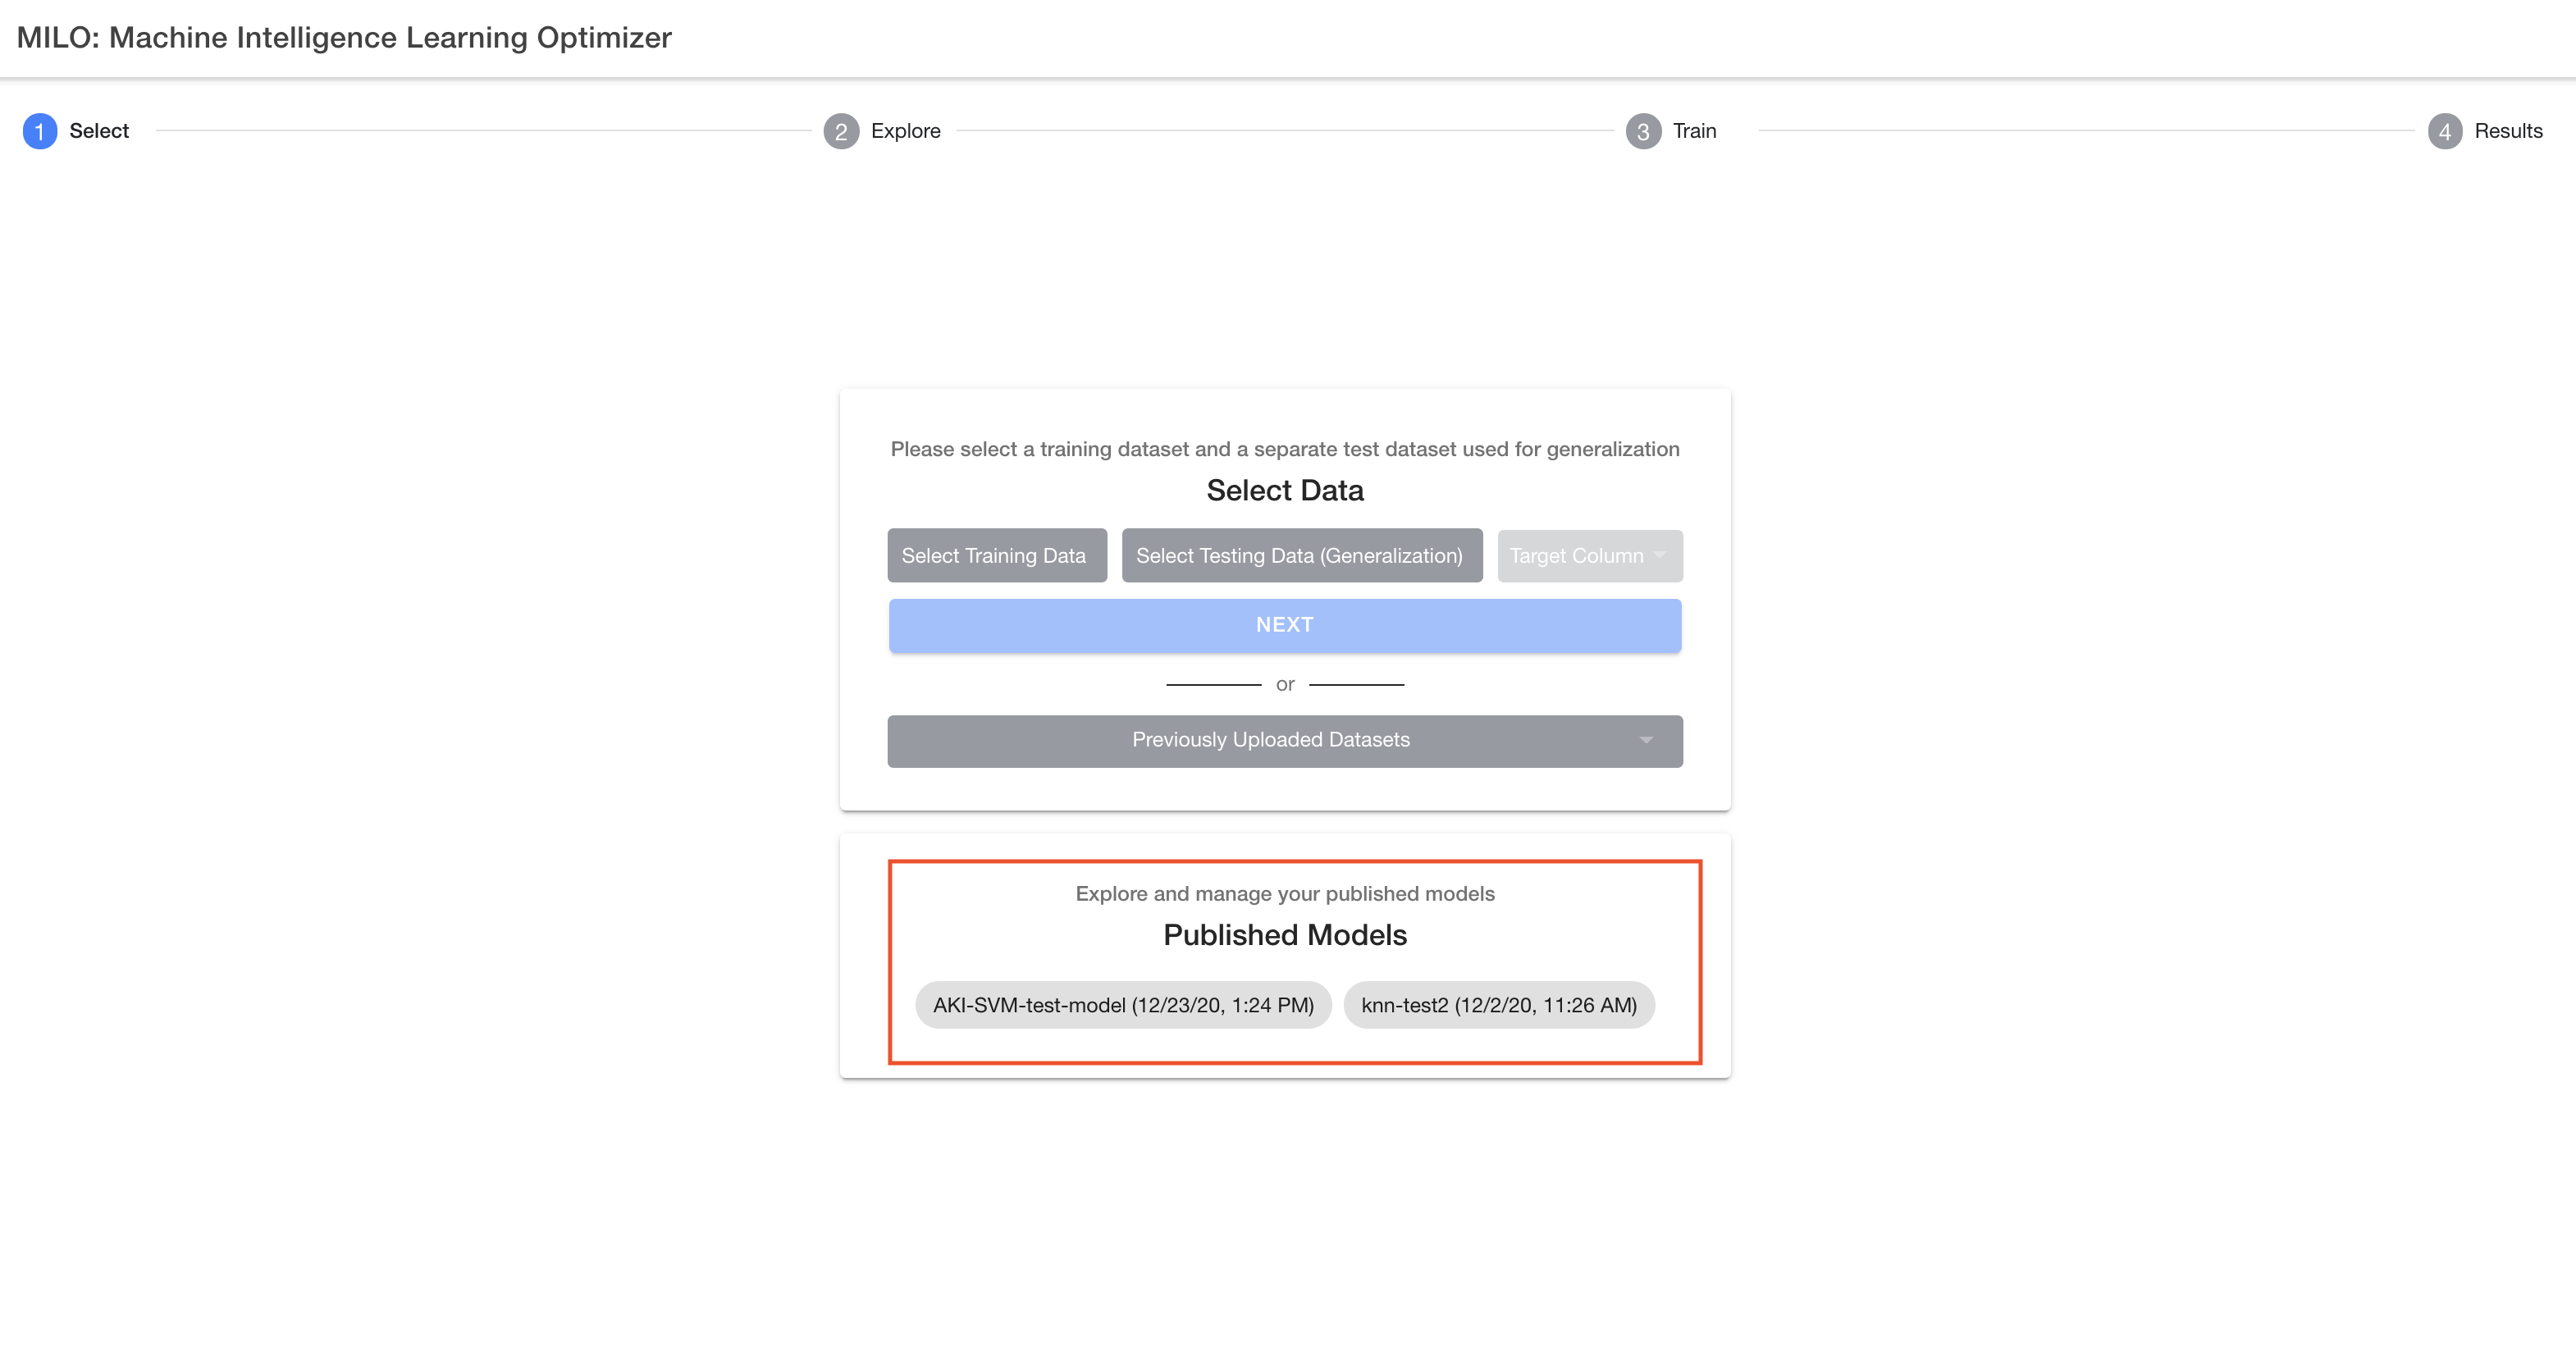 MILO: Machine Intelligence Learning Optimizer
1 Select 2 Explore 3 Train 4 Results
Please select a training dataset and a separate test dataset used for generalization
Select Data
Select Training Data Select Testing Data (Generalization) Target Column
NEXT
or
Previously Uploaded Datasets
Explore and manage your published models
Published Models
AKI-SVM-test-model (12/23/20, 1:24 PM) knn-test2 (12/2/20, 11:26 AM)